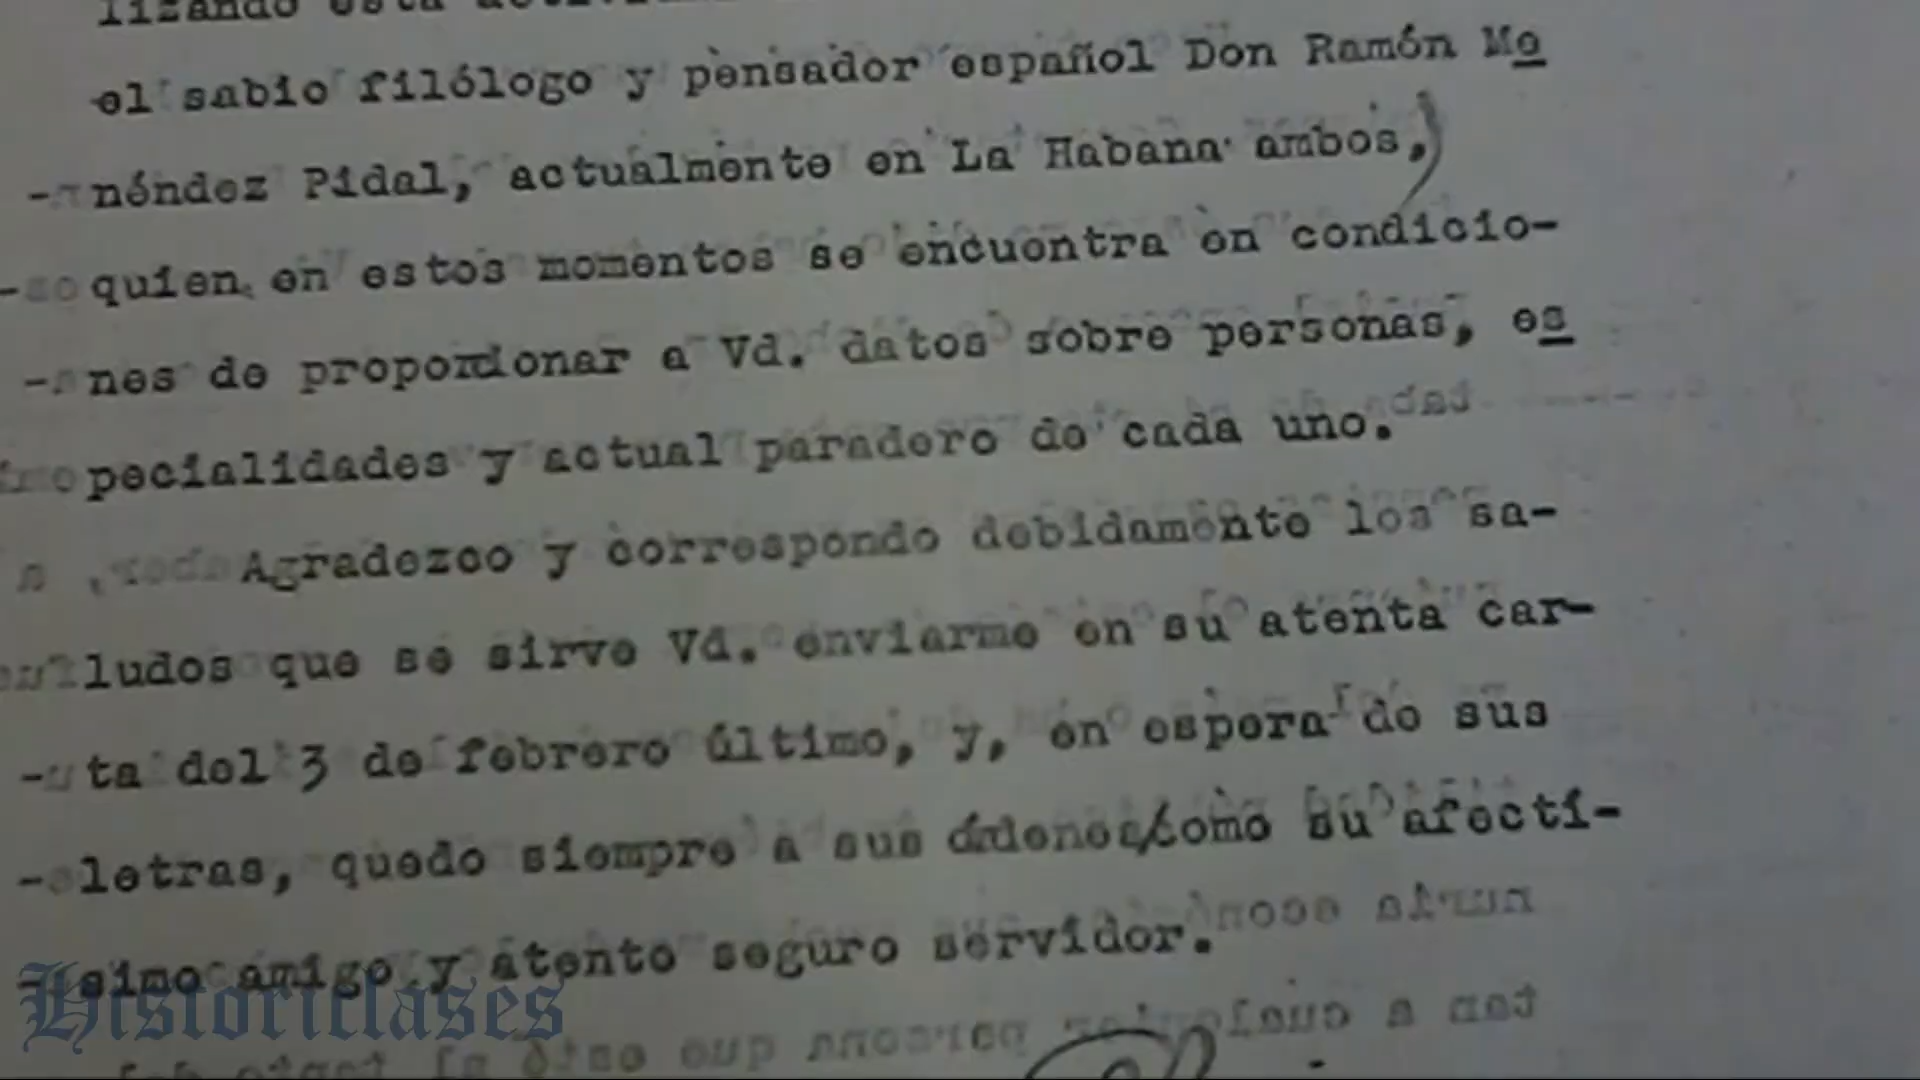 lizando esta
el sabio filólogo y pensador español Don Ramón Me
néndez Pidal, actualmente en La Habana ambos,)
quien en estos momentos se encuentra en condicio-
nes de proporcionar a Vd. datos sobre personas, es
pecialidades y actual paradero de cada uno.
Agradezco y correspondo debidamente los sa-
ludos que se sirve Vd. enviarme en su atenta car-
ta del 3 de febrero último, y, en espera de sus
letras, quedo siempre a sus órdenes/como su afectí-
simo amigo y atento seguro servidor.
Historiclases